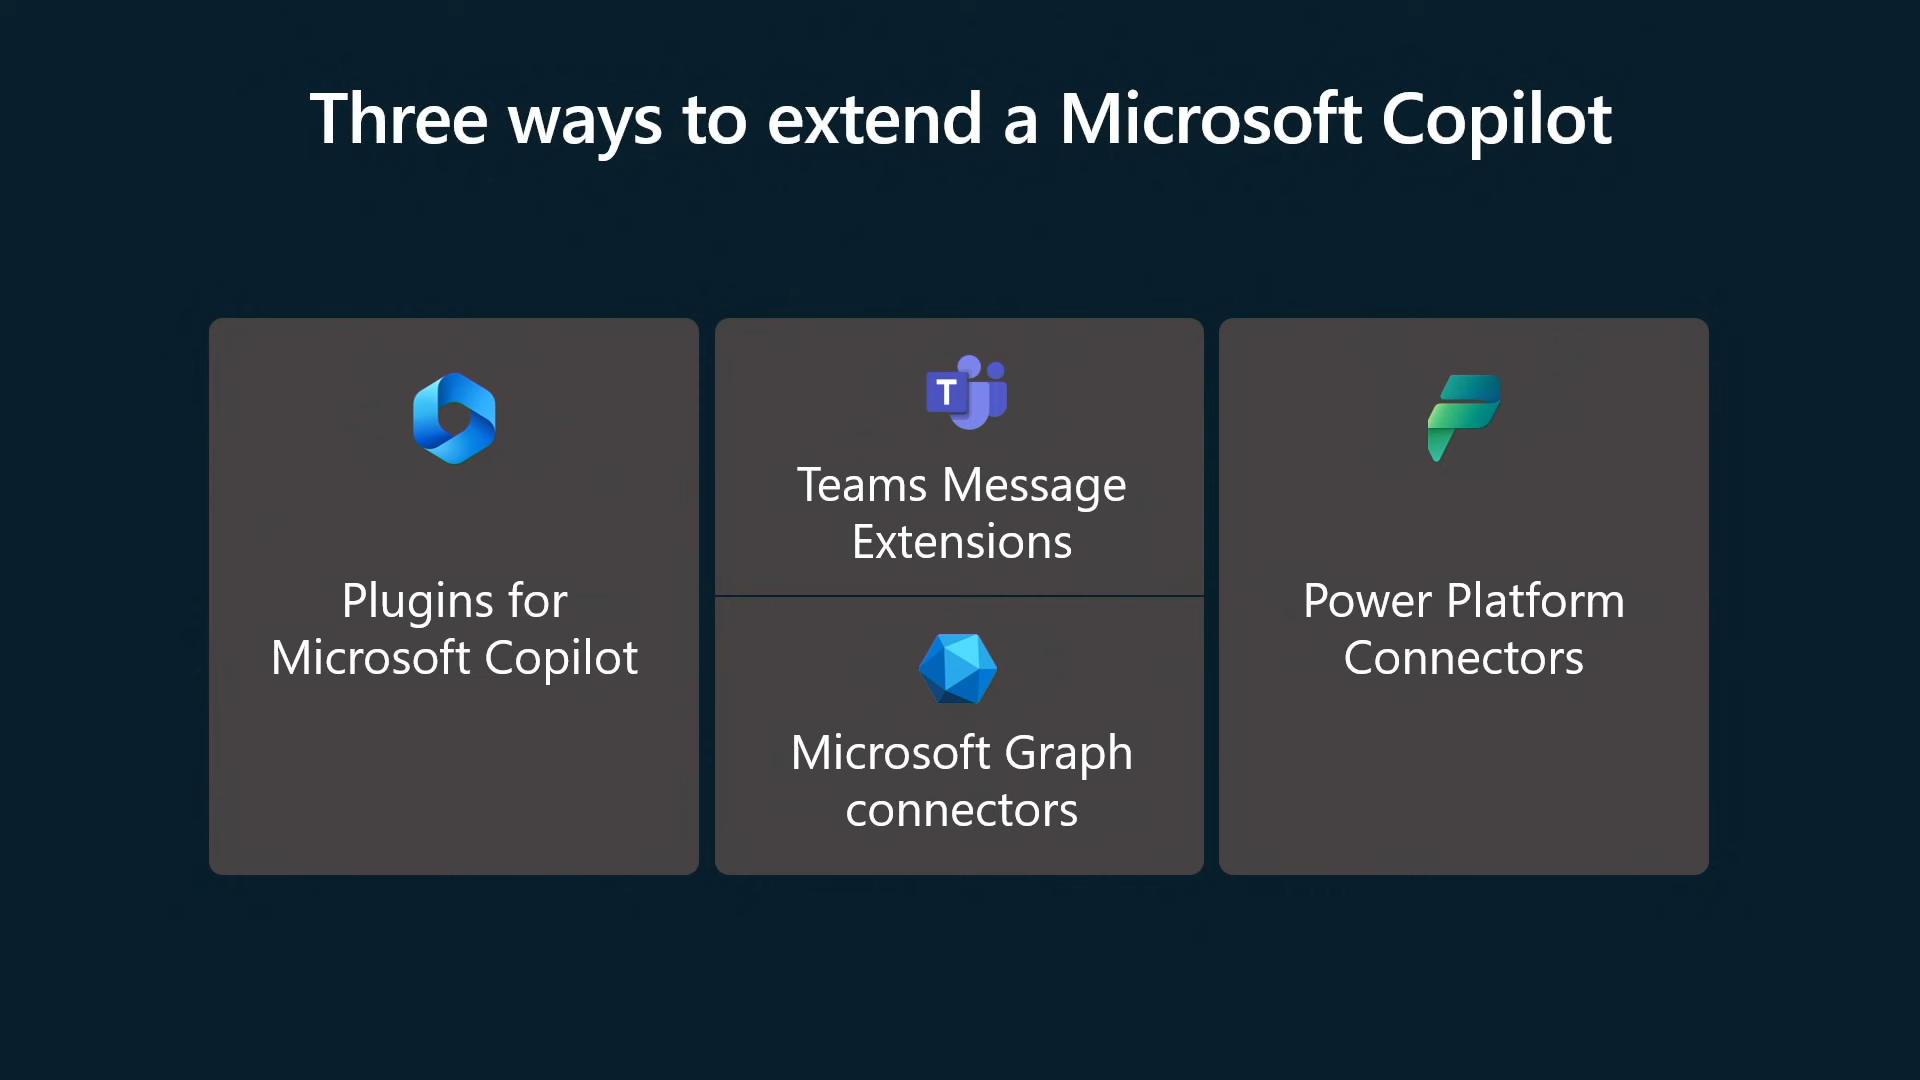 Three ways to extend a Microsoft Copilot
Plugins for
Microsoft Copilot
T
Teams Message
Extensions
Microsoft Graph
connectors
Power Platform
Connectors